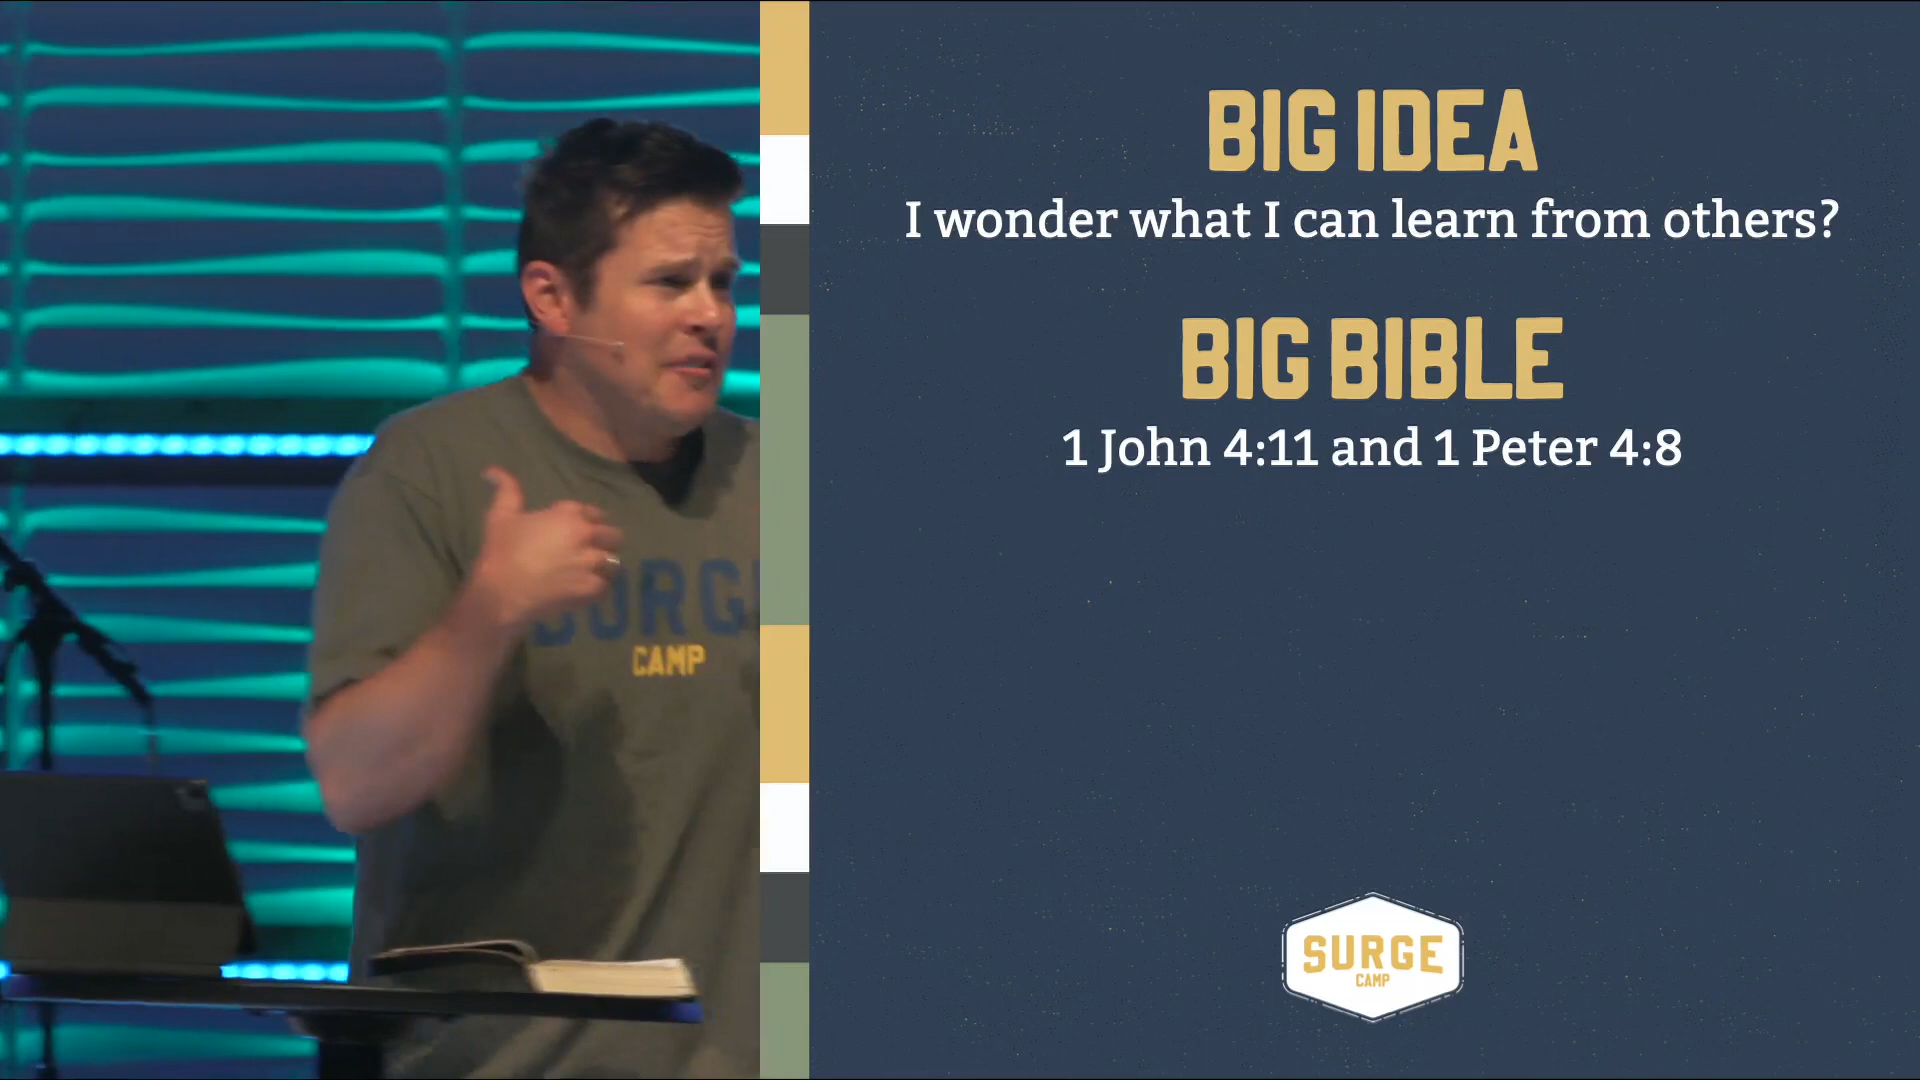 BIG IDEA
I wonder what I can learn from others?
BIG BIBLE
1 John 4:11 and 1 Peter 4:8
SURGE
CAMP
SURGE
CAMP